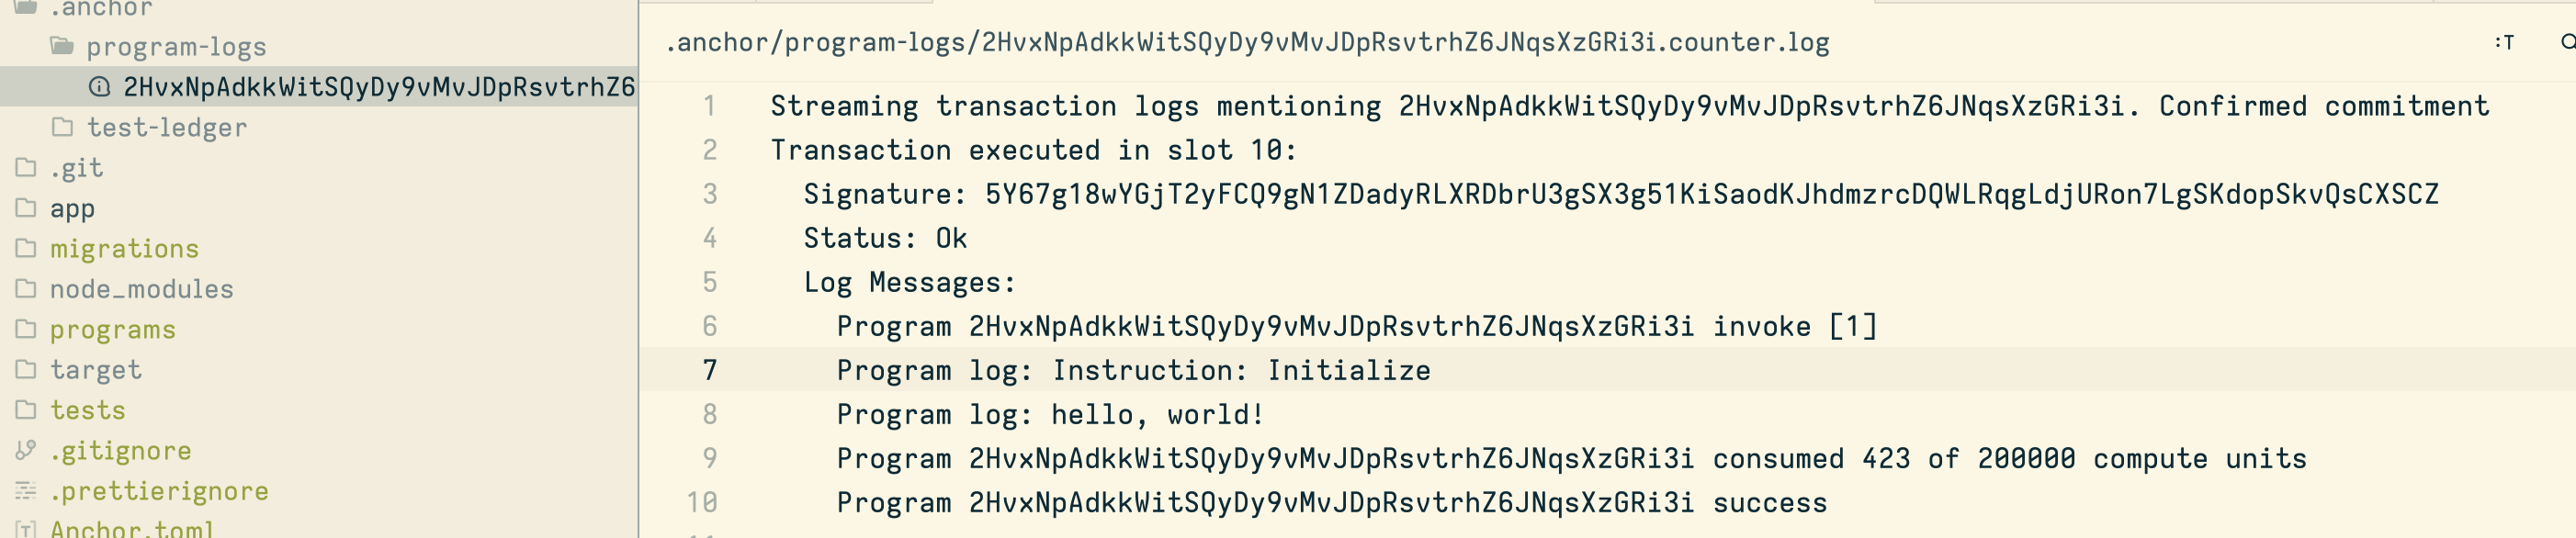 .anchor
program-logs
2HvxNpAdkkWitSQyDy9vMvJDpRsvtrhZ6
test-ledger
.git
app
migrations
node_modules
programs
target
tests
.gitignore
.prettierignore
Anchor.toml
.anchor/program-logs/2HvxNpAdkkWitSQyDy9vMvJDpRsvtrhZ6JNqsXzGRi3i.counter.log
:T
1 Streaming transaction logs mentioning 2HvxNpAdkkWitSQyDy9vMvJDpRsvtrhZ6JNqsXzGRi3i. Confirmed commitment
2 Transaction executed in slot 10:
3 Signature: 5Y67g18wYGjT2yFCQ9gN1ZDadyRLXRDbrU3gSX3g51KiSaodKJhdmzrcDQWLRqgLdjURon7LgSKdopSkvQsCXSCZ
4 Status: Ok
5 Log Messages:
6 Program 2HvxNpAdkkWitSQyDy9vMvJDpRsvtrhZ6JNqsXzGRi3i invoke [1]
7 Program log: Instruction: Initialize
8 Program log: hello, world!
9 Program 2HvxNpAdkkWitSQyDy9vMvJDpRsvtrhZ6JNqsXzGRi3i consumed 423 of 200000 compute units
10 Program 2HvxNpAdkkWitSQyDy9vMvJDpRsvtrhZ6JNqsXzGRi3i success